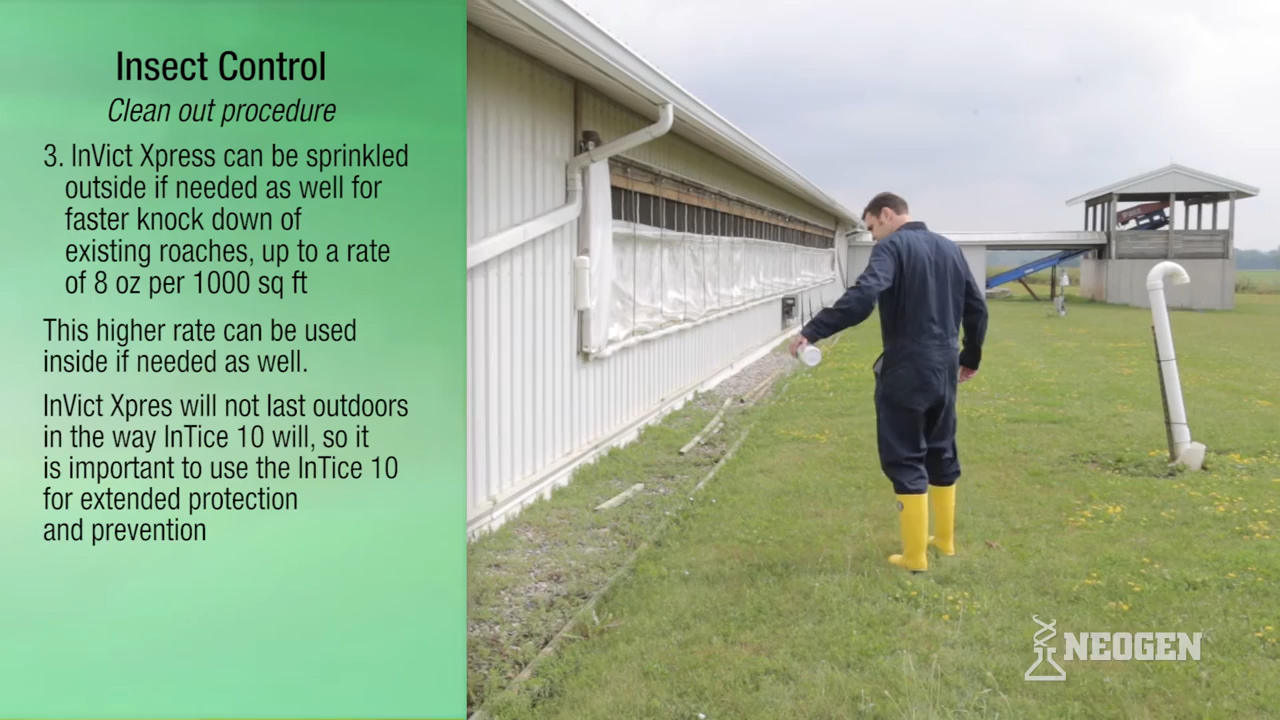 Insect Control
Clean out procedure
3. InVict Xpress can be sprinkled
outside if needed as well for
faster knock down of
existing roaches, up to a rate
of 8 oz per 1000 sq ft
This higher rate can be used
inside if needed as well.
InVict Xpres will not last outdoors
in the way InTice 10 will, so it
is important to use the InTice 10
for extended protection
and prevention
NEOGEN